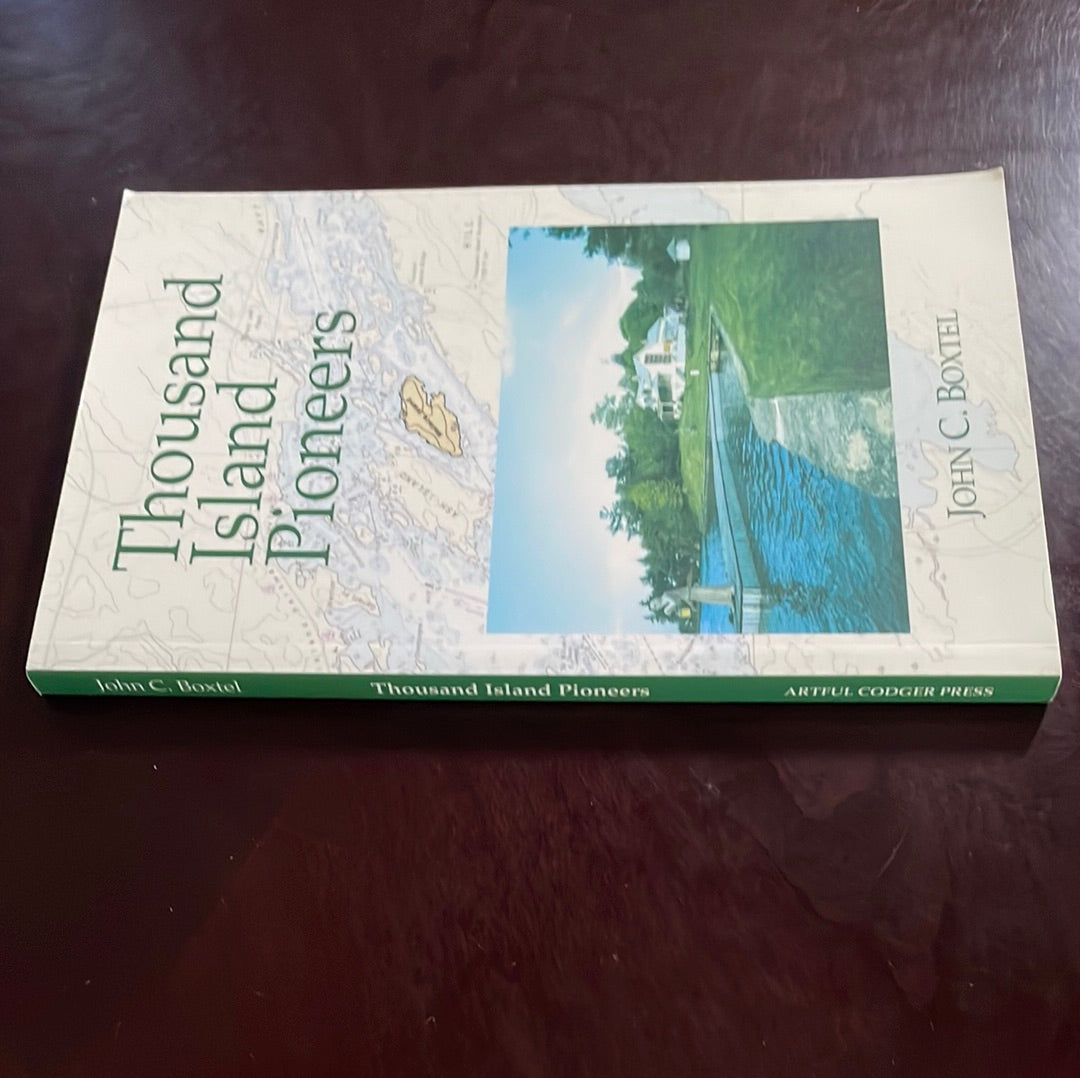 Thousand
Island
Pioneers
JOHN C. BOXTEL
John C. Boxtel
Thousand Island Pioneers
ARTFUL CODGER PRESS